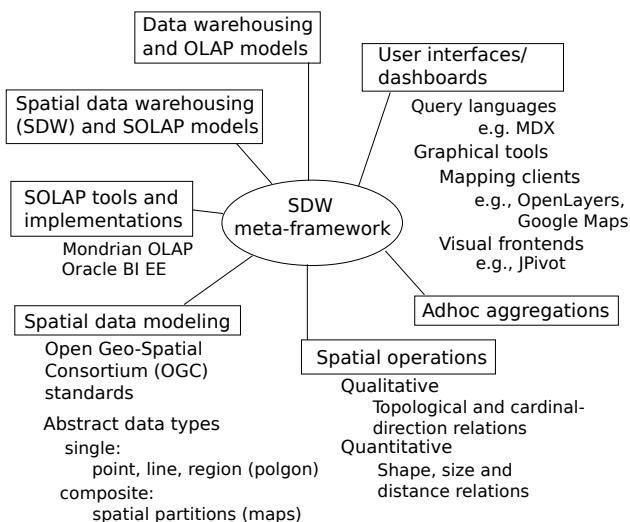 Data warehousing
and OLAP models
User interfaces/
dashboards
Query languages
e.g. MDX
Graphical tools
Mapping clients
e.g., OpenLayers,
Google Maps
Visual frontends
e.g., JPivot
Spatial data warehousing
(SDW) and SOLAP models
SOLAP tools and
implementations
Mondrian OLAP
Oracle BI EE
SDW
meta-framework
Adhoc aggregations
Spatial data modeling
Open Geo-Spatial
Consortium (OGC)
standards
Abstract data types
single:
point, line, region (polgon)
composite:
spatial partitions (maps)
Spatial operations
Qualitative
Topological and cardinal-
direction relations
Quantitative
Shape, size and
distance relations